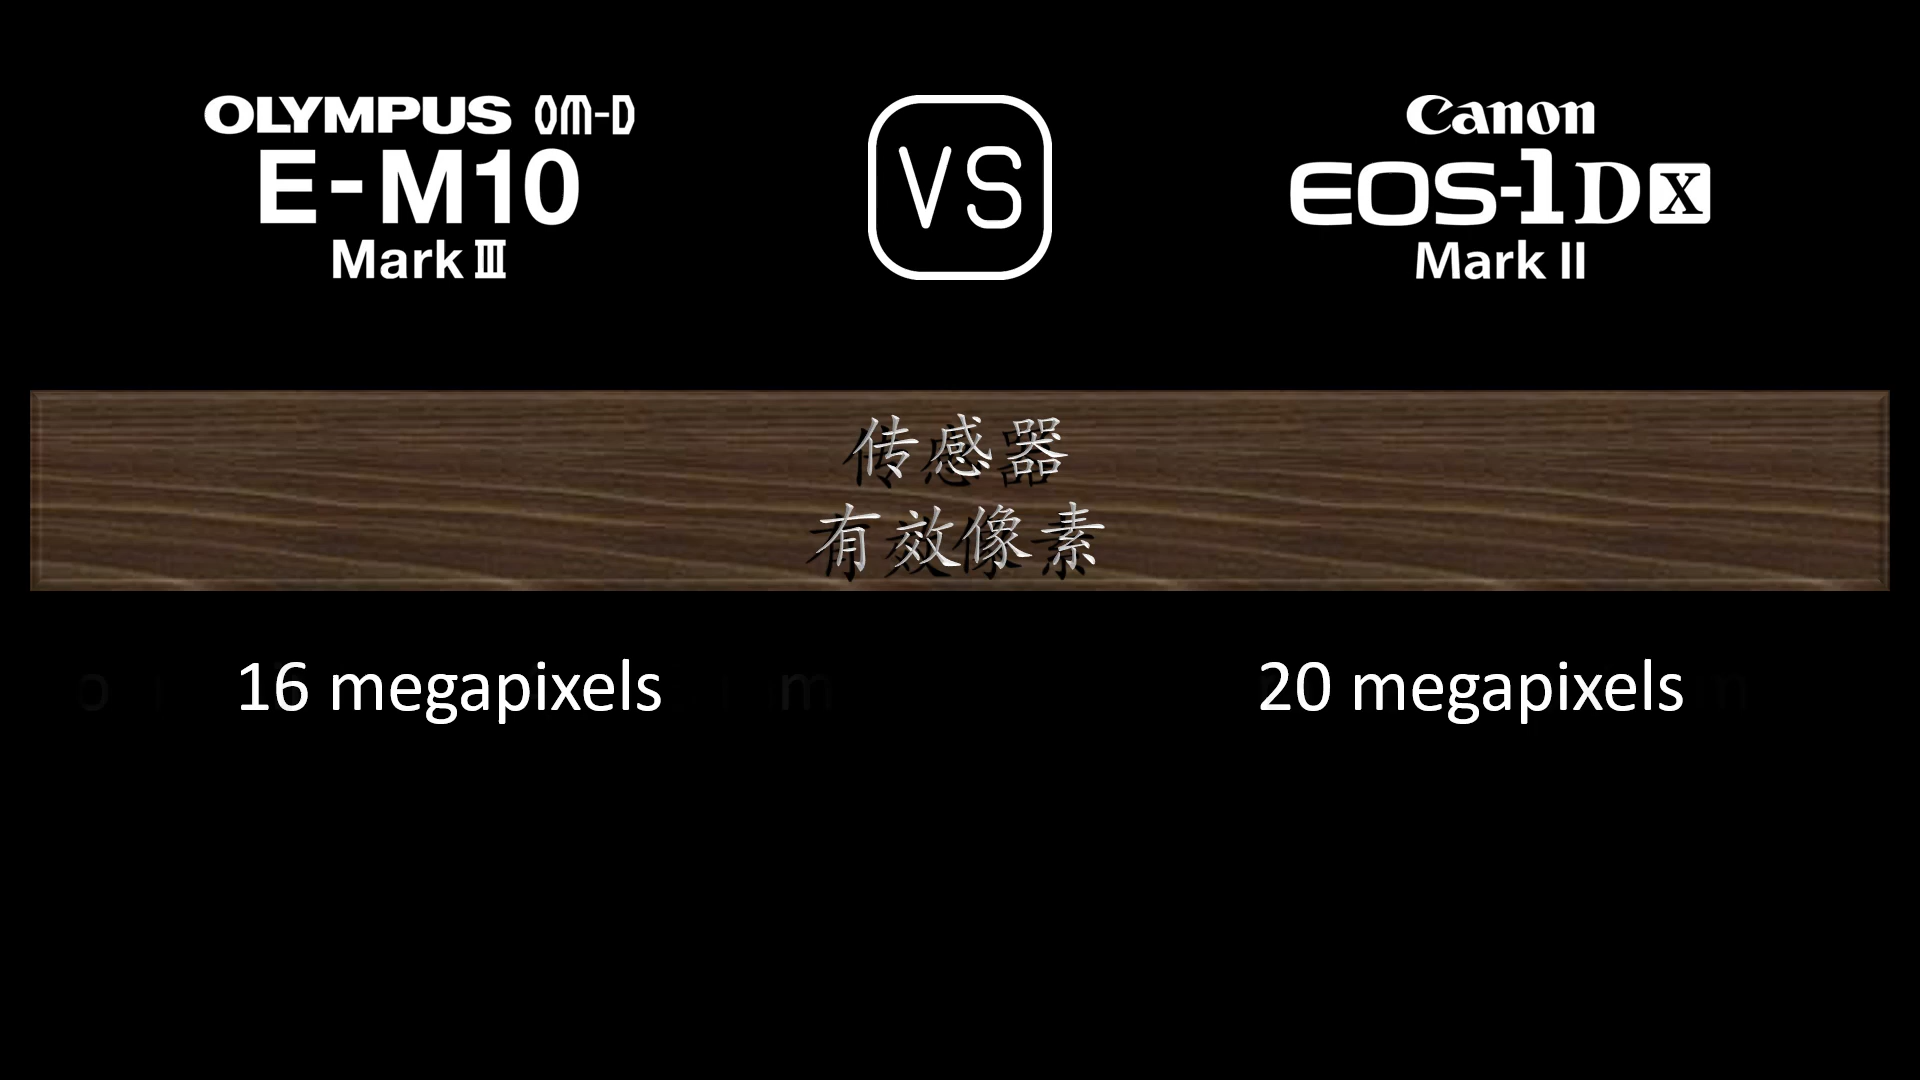 OLYMPUS OM-D
E-M10
Mark III
VS
Canon
EOS-1DX
Mark II
传感器
有效像素
16 megapixels
20 megapixels